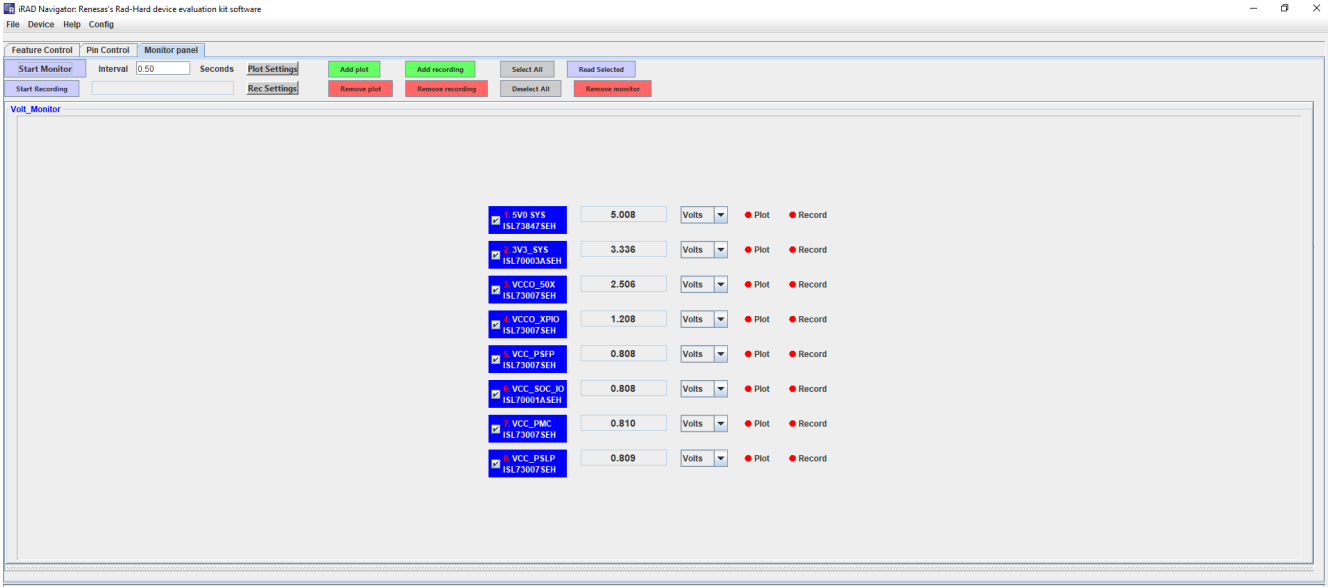 iRAD Navigator: Renesas's Rad-Hard device evaluation kit software
File Device Help Config
Feature Control Pin Control Monitor panel
Start Monitor Interval 0.50 Seconds Plot Settings Add plot Add recording Select All Read Selected
Start Recording Rec Settings Remove plot Remove recording Deselect All Remove monitor
Volt_Monitor
1. 5V0 SYS 5.008 Volts Plot Record
ISL73847SEH
2. 3V3_SYS 3.336 Volts Plot Record
ISL70003ASEH
3. VCCO_50X 2.506 Volts Plot Record
ISL73007SEH
4. VCCO_XPIO 1.208 Volts Plot Record
ISL73007SEH
5. VCC_PSFP 0.808 Volts Plot Record
ISL73007SEH
6. VCC_SOC_IO 0.808 Volts Plot Record
ISL70001ASEH
7. VCC_PMC 0.810 Volts Plot Record
ISL73007SEH
8. VCC_PSLP 0.809 Volts Plot Record
ISL73007SEH